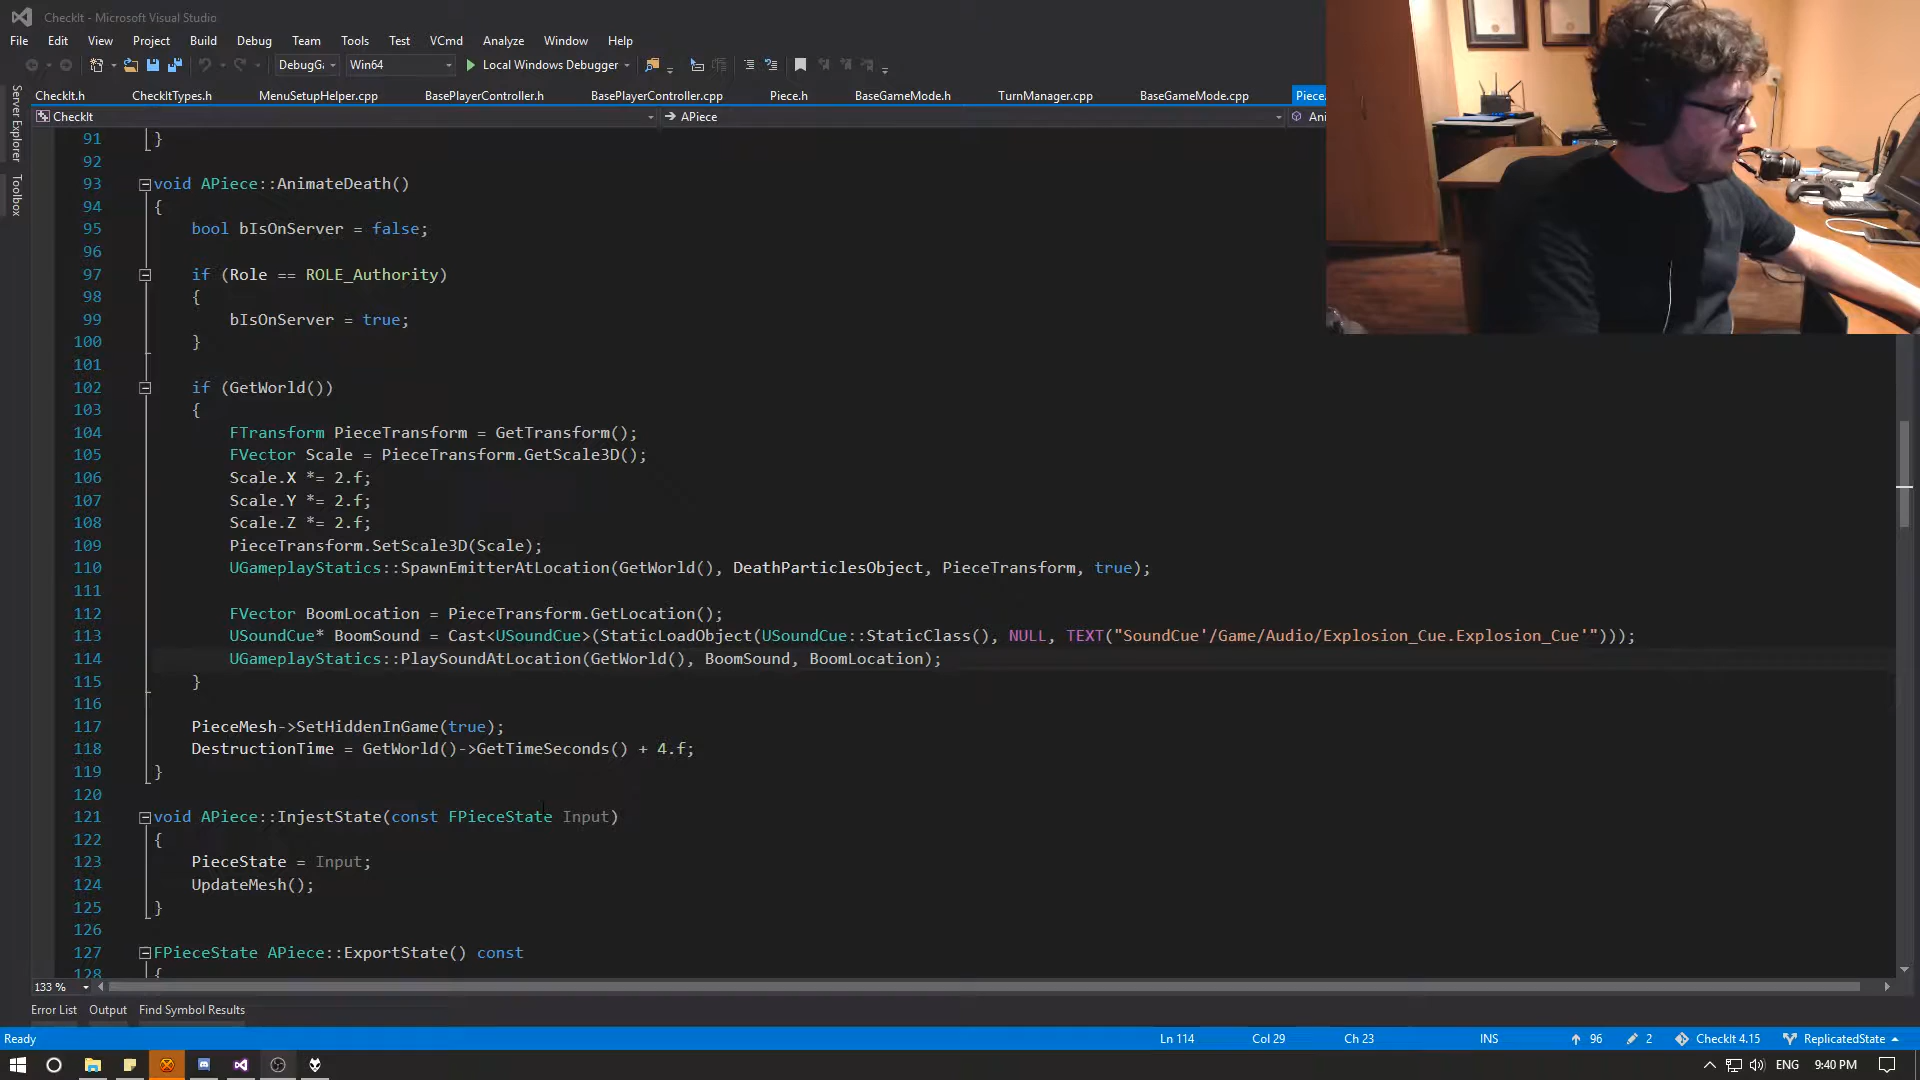 CheckIt - Microsoft Visual Studio
File Edit View Project Build Debug Team Tools Test VCmd Analyze Window Help
DebugG Win64 Local Windows Debugger
CheckIt.h CheckItTypes.h MenuSetupHelper.cpp BasePlayerController.h BasePlayerController.cpp Piece.h BaseGameMode.h TurnManager.cpp BaseGameMode.cpp Piece.
CheckIt APiece Ani
Server Explorer
Toolbox
91 }
92
93 void APiece::AnimateDeath()
94 {
95 bool bIsOnServer = false;
96
97 if (Role == ROLE_Authority)
98 {
99 bIsOnServer = true;
100 }
101
102 if (GetWorld())
103 {
104 FTransform PieceTransform = GetTransform();
105 FVector Scale = PieceTransform.GetScale3D();
106 Scale.X *= 2.f;
107 Scale.Y *= 2.f;
108 Scale.Z *= 2.f;
109 PieceTransform.SetScale3D(Scale);
110 UGameplayStatics::SpawnEmitterAtLocation(GetWorld(), DeathParticlesObject, PieceTransform, true);
111
112 FVector BoomLocation = PieceTransform.GetLocation();
113 USoundCue* BoomSound = Cast<USoundCue>(StaticLoadObject(USoundCue::StaticClass(), NULL, TEXT("SoundCue'/Game/Audio/Explosion_Cue.Explosion_Cue'")));
114 UGameplayStatics::PlaySoundAtLocation(GetWorld(), BoomSound, BoomLocation);
115 }
116
117 PieceMesh->SetHiddenInGame(true);
118 DestructionTime = GetWorld()->GetTimeSeconds() + 4.f;
119 }
120
121 void APiece::InjestState(const FPieceState Input)
122 {
123 PieceState = Input;
124 UpdateMesh();
125 }
126
127 FPieceState APiece::ExportState() const
128 {
133 %
Error List Output Find Symbol Results
Ready Ln 114 Col 29 Ch 23 INS 96 2 CheckIt 4.15 ReplicatedState
ENG 9:40 PM